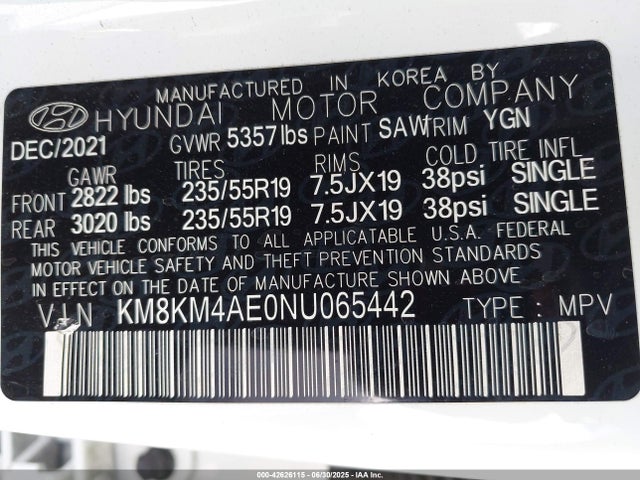 MANUFACTURED IN KOREA BY
HYUNDAI MOTOR COMPANY
DEC/2021 GVWR 5357 lbs PAINT SAW TRIM YGN
GAWR TIRES RIMS COLD TIRE INFL
FRONT 2822 lbs 235/55R19 7.5JX19 38psi SINGLE
REAR 3020 lbs 235/55R19 7.5JX19 38psi SINGLE
THIS VEHICLE CONFORMS TO ALL APPLICATABLE U.S.A. FEDERAL
MOTOR VEHICLE SAFETY AND THEFT PREVENTION STANDARDS
IN EFFECT ON THE DATE OF MANUFACTURE SHOWN ABOVE.
VIN KM8KM4AE0NU065442 TYPE : MPV
000-42626115 - 06/30/2025 - IAA Inc.